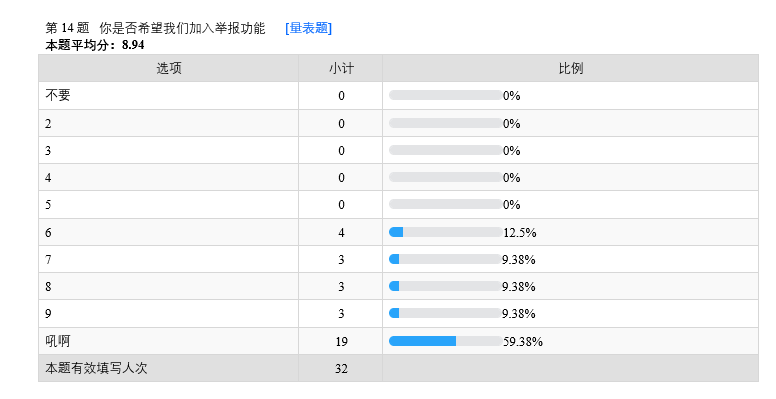 第 14 题 你是否希望我们加入举报功能 [量表题]
本题平均分：8.94
选项 小计 比例
不要 0 0%
2 0 0%
3 0 0%
4 0 0%
5 0 0%
6 4 12.5%
7 3 9.38%
8 3 9.38%
9 3 9.38%
吼啊 19 59.38%
本题有效填写人次 32